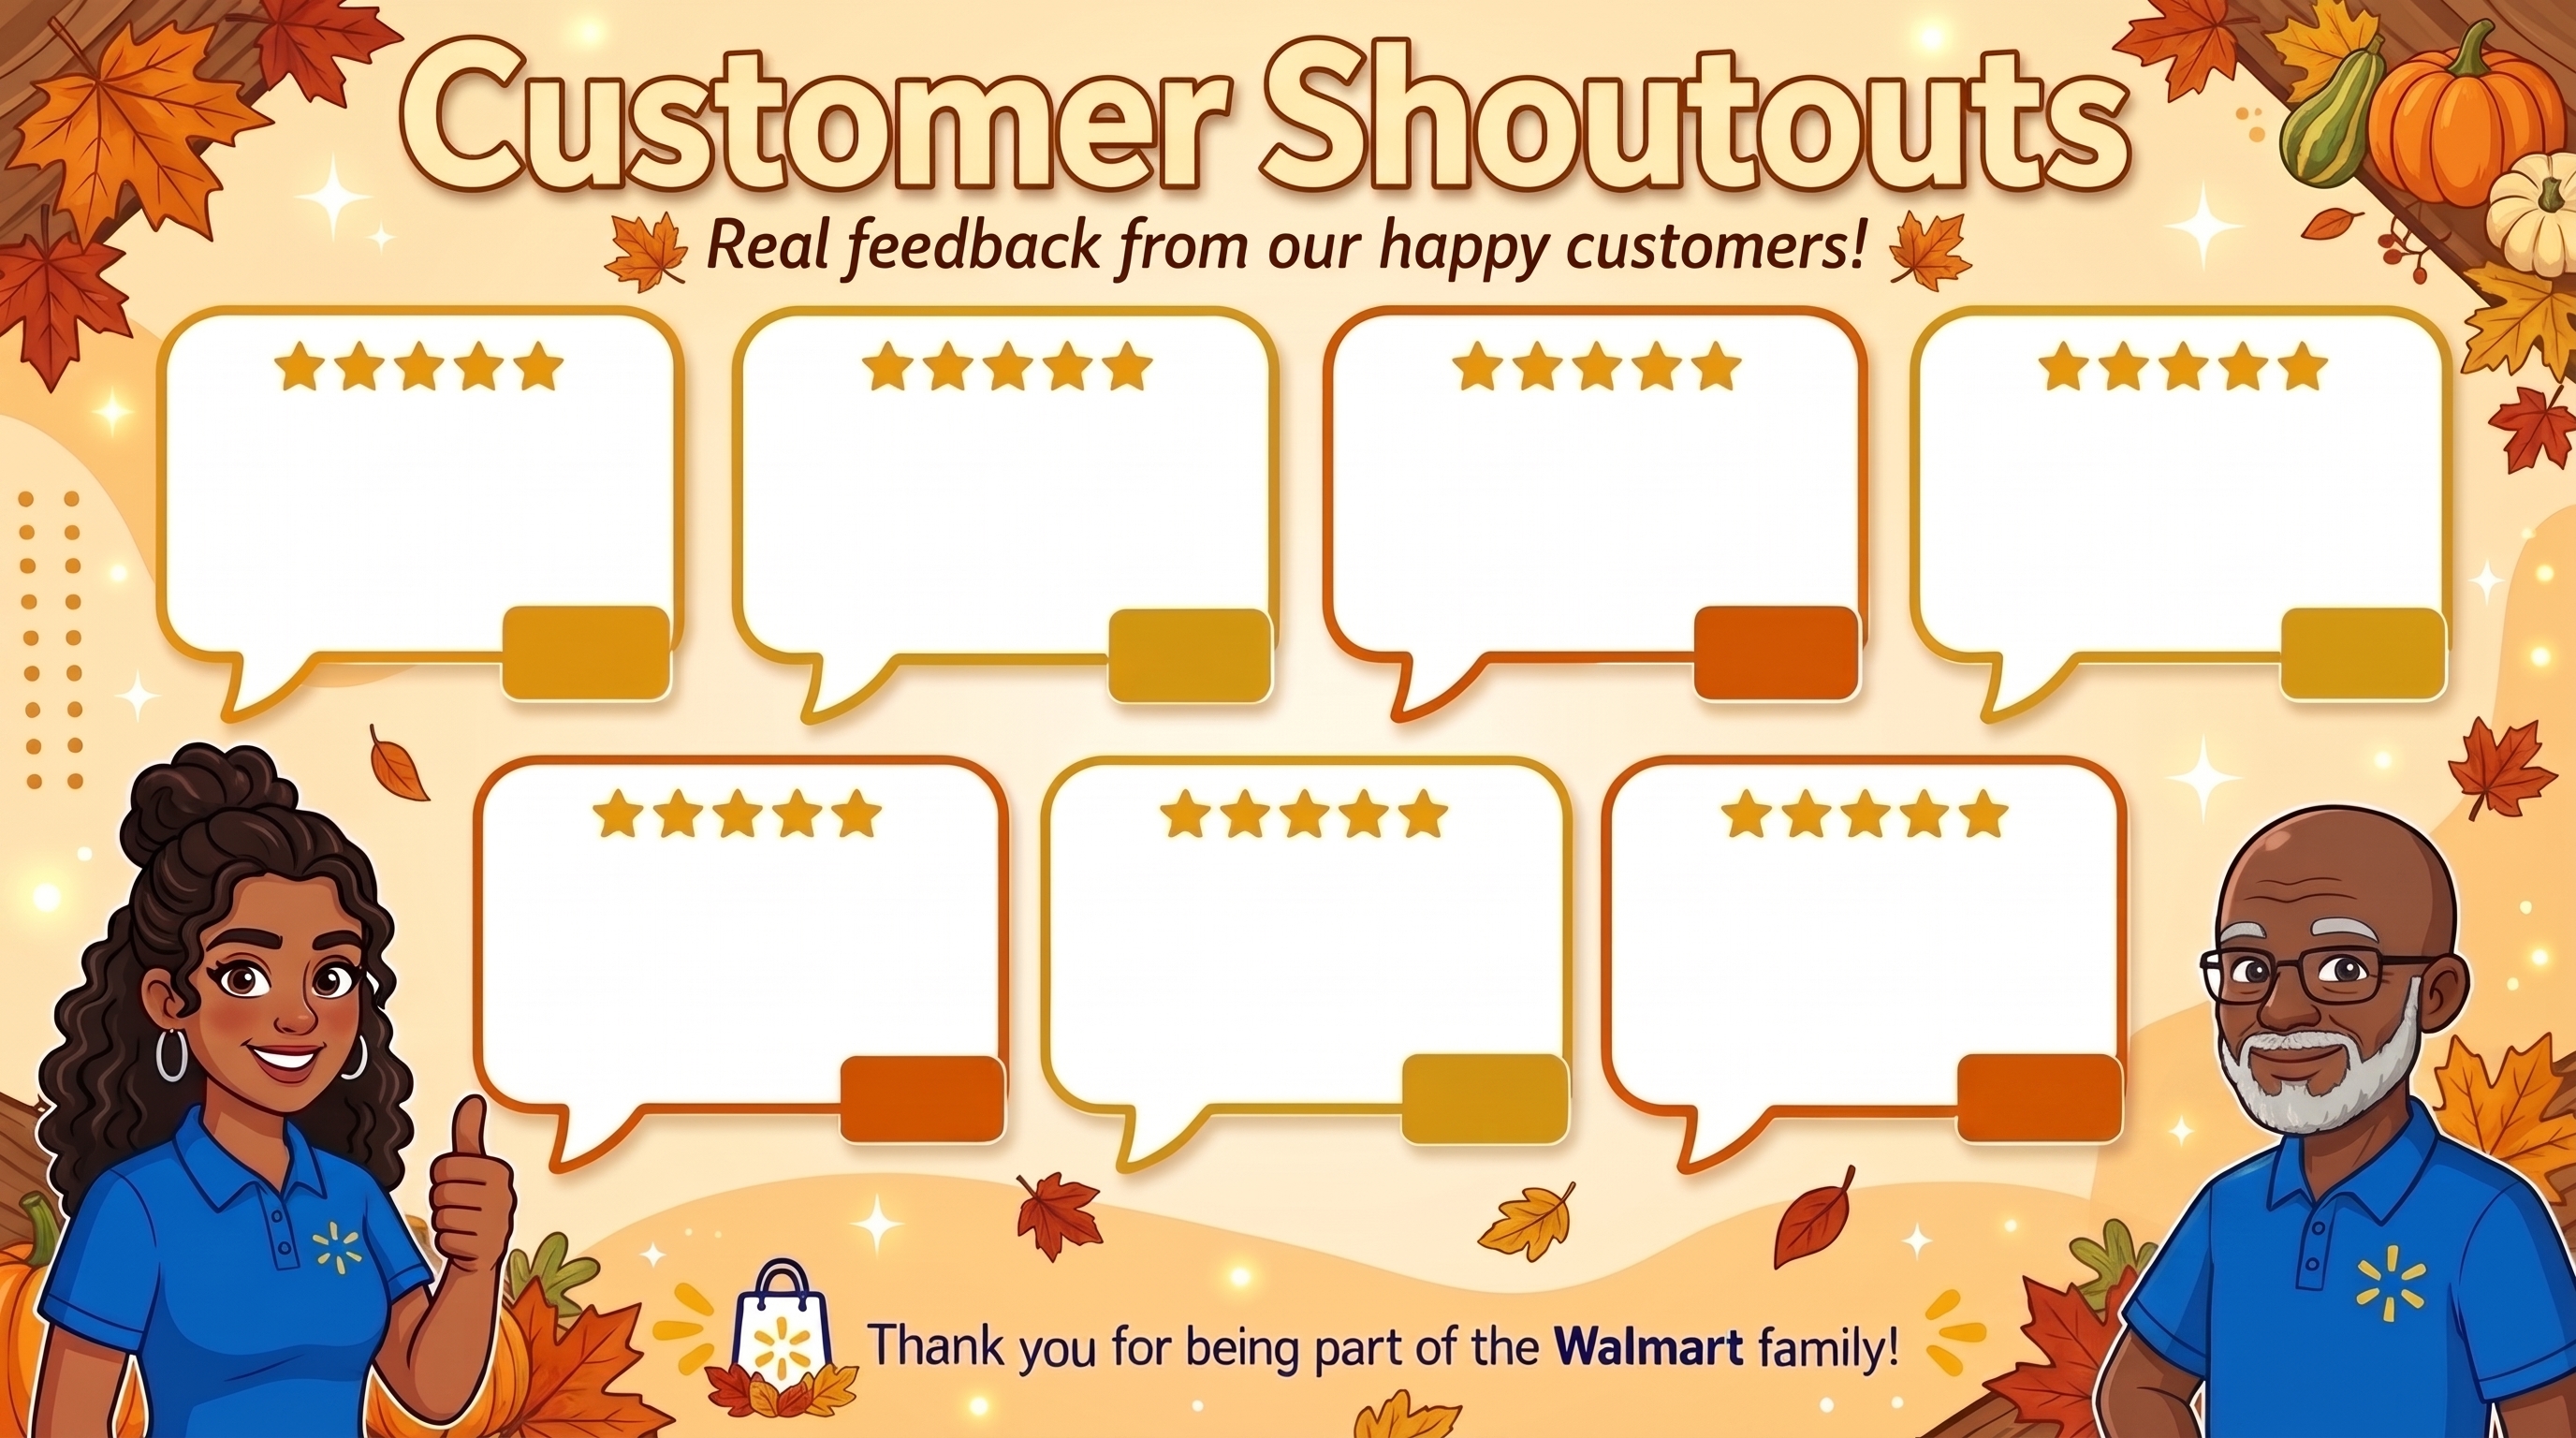 Customer Shoutouts
Real feedback from our happy customers!
Thank you for being part of the Walmart family!